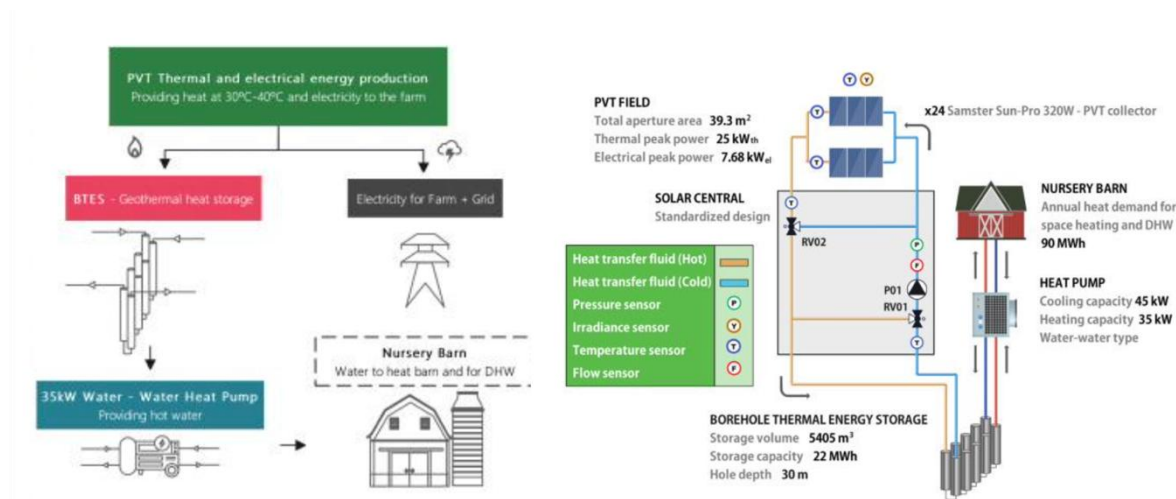 PVT Thermal and electrical energy production
Providing heat at 30ºC-40ºC and electricity to the farm
BTES - Geothermal heat storage
Electricity for Farm + Grid
Nursery Barn
Water to heat barn and for DHW
35kW Water - Water Heat Pump
Providing hot water
PVT FIELD
Total aperture area 39.3 m²
Thermal peak power 25 kWth
Electrical peak power 7.68 kWel
T Y
T
T
x24 Samster Sun-Pro 320W - PVT collector
SOLAR CENTRAL
Standardized design
T
RV02
P
F
P01
RV01
T
Heat transfer fluid (Hot)
Heat transfer fluid (Cold)
Pressure sensor P
Irradiance sensor Y
Temperature sensor T
Flow sensor F
NURSERY BARN
Annual heat demand for
space heating and DHW
90 MWh
HEAT PUMP
Cooling capacity 45 kW
Heating capacity 35 kW
Water-water type
BOREHOLE THERMAL ENERGY STORAGE
Storage volume 5405 m³
Storage capacity 22 MWh
Hole depth 30 m